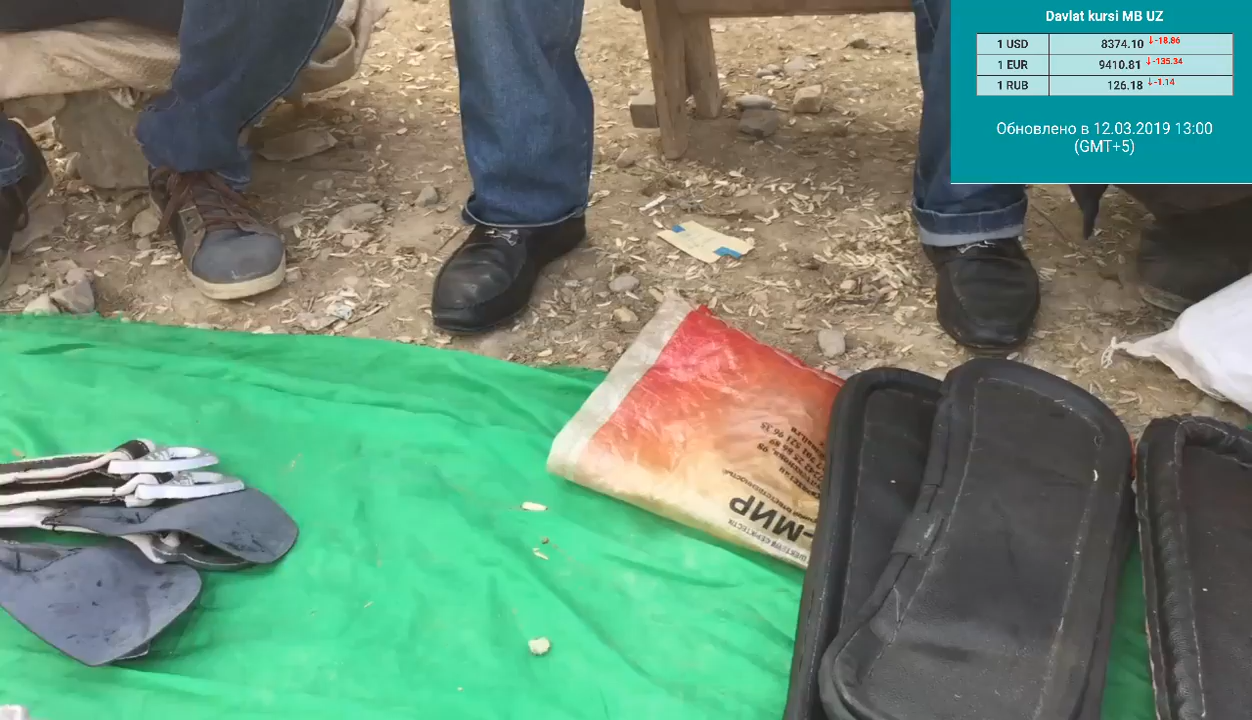 Davlat kursi MB UZ
1 USD 8374.10 ↓-18.86
1 EUR 9410.81 ↓-135.34
1 RUB 126.18 ↓-1.14
Обновлено в 12.03.2019 13:00
(GMT+5)
-МИР